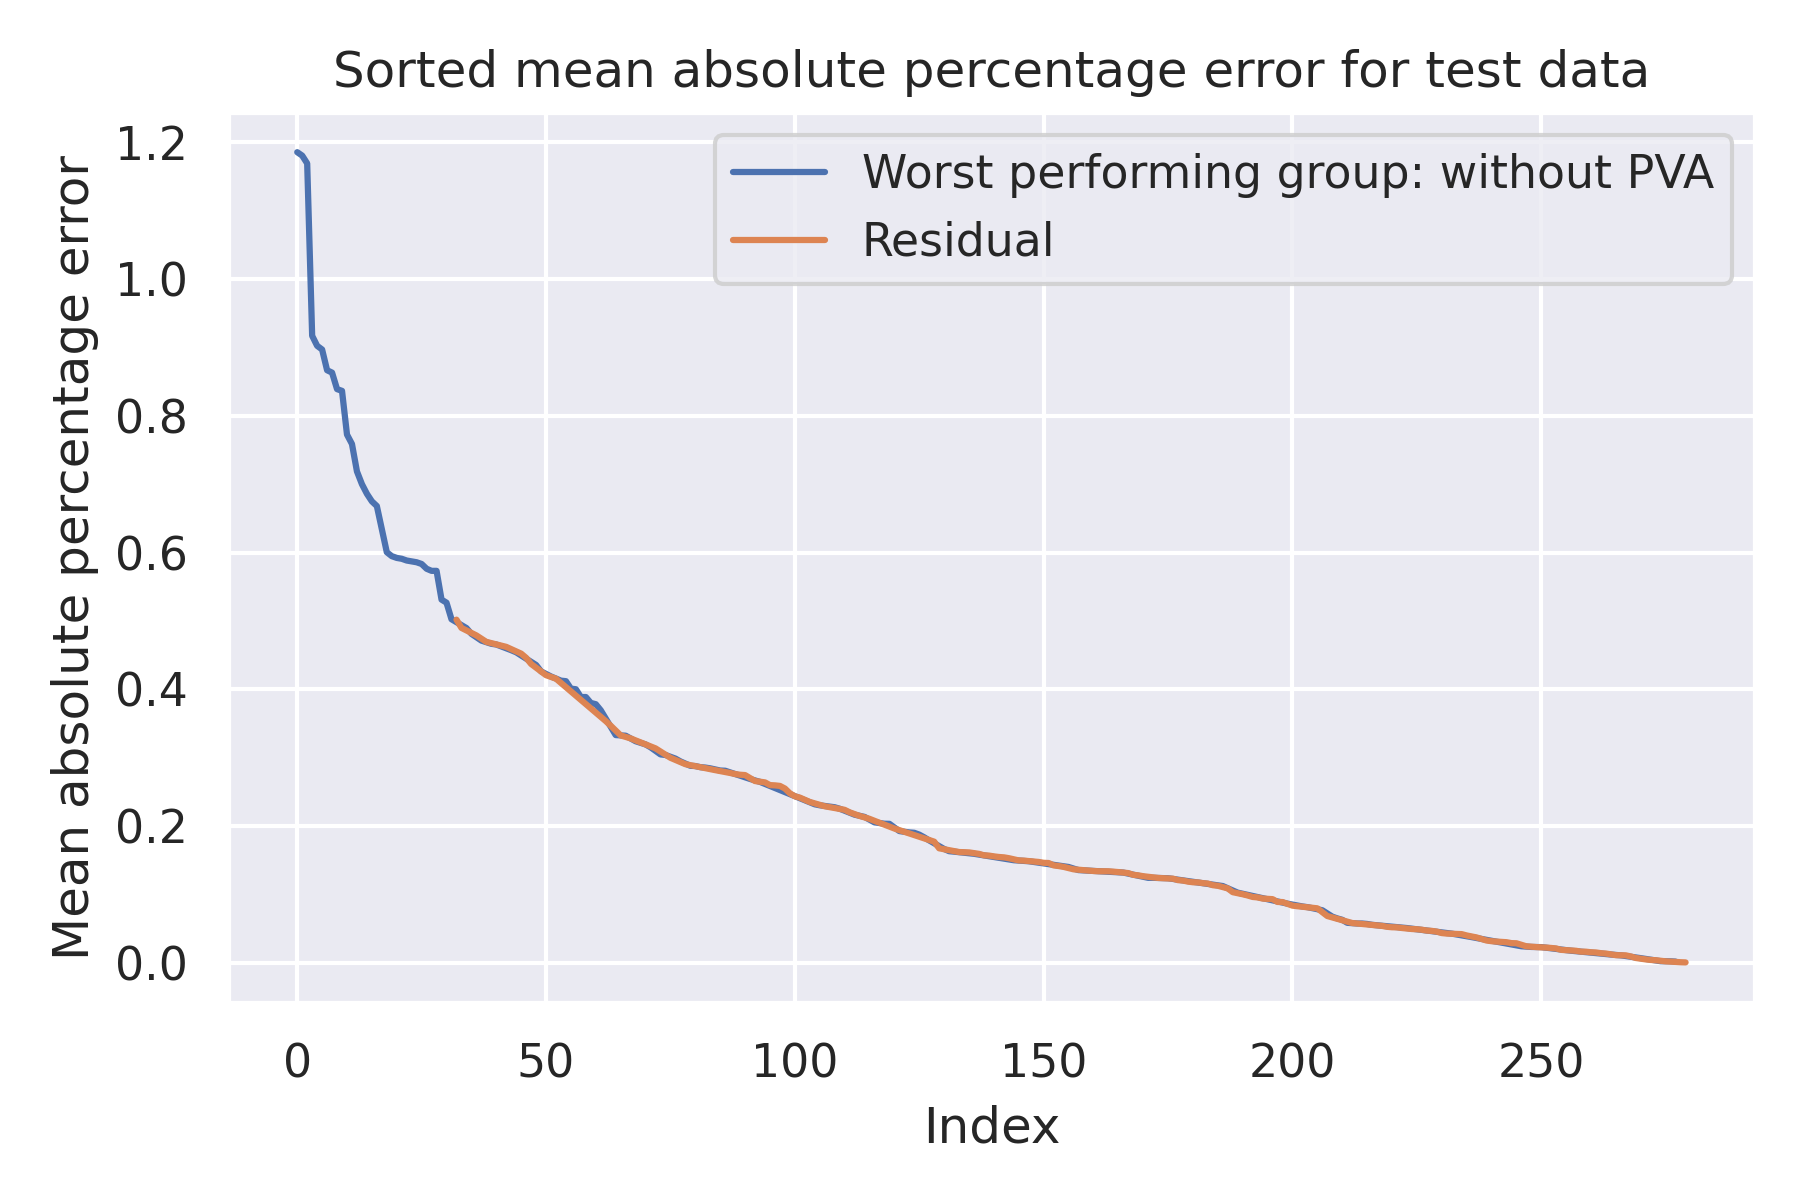 Sorted mean absolute percentage error for test data
Mean absolute percentage error
1.2
1.0
0.8
0.6
0.4
0.2
0.0
Worst performing group: without PVA
Residual
0 50 100 150 200 250
Index